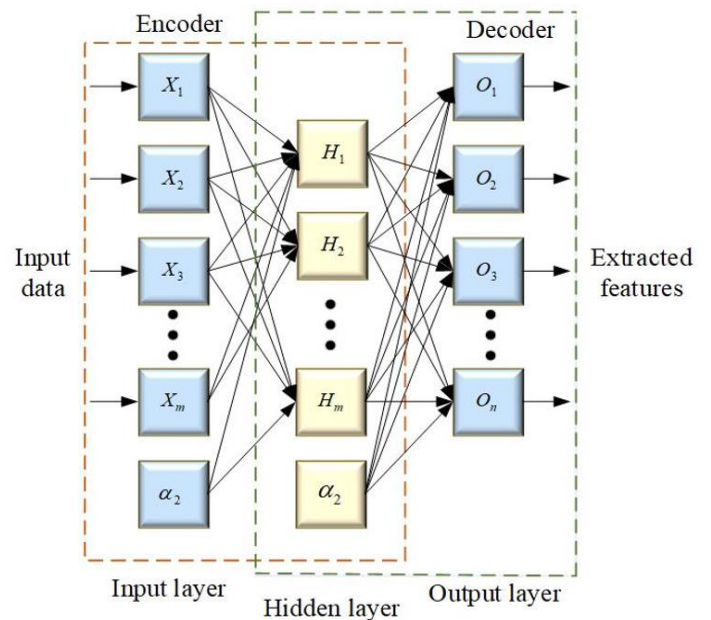 Encoder
Decoder
X₁
O₁
H₁
X₂
O₂
H₂
Input
data
X₃
O₃
Extracted
features
Xₘ
Hₘ
Oₙ
α₂
α₂
Input layer
Hidden layer
Output layer